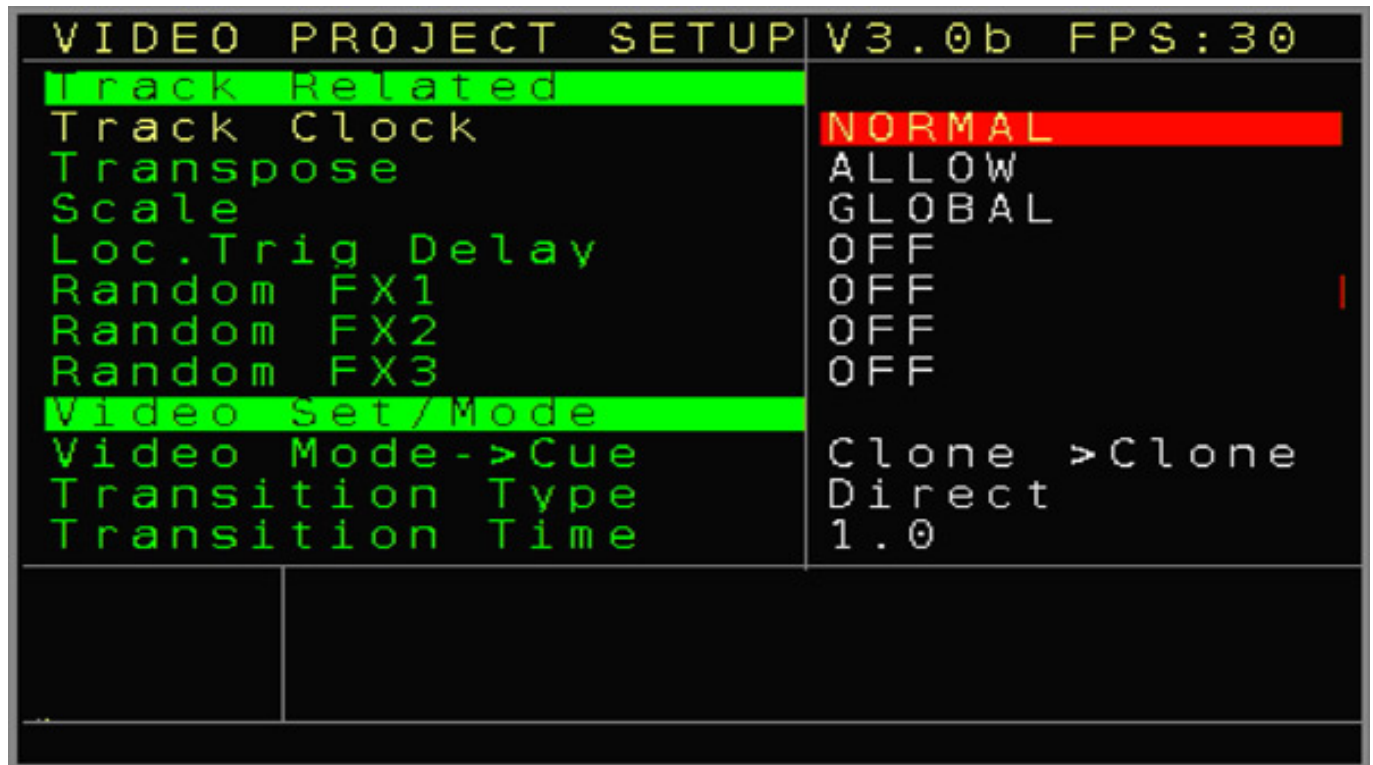 VIDEO PROJECT SETUP V3.0b FPS:30
Track Related
Track Clock NORMAL
Transpose ALLOW
Scale GLOBAL
Loc.Trig Delay OFF
Random FX1 OFF
Random FX2 OFF
Random FX3 OFF
Video Set/Mode
Video Mode->Cue Clone >Clone
Transition Type Direct
Transition Time 1.0